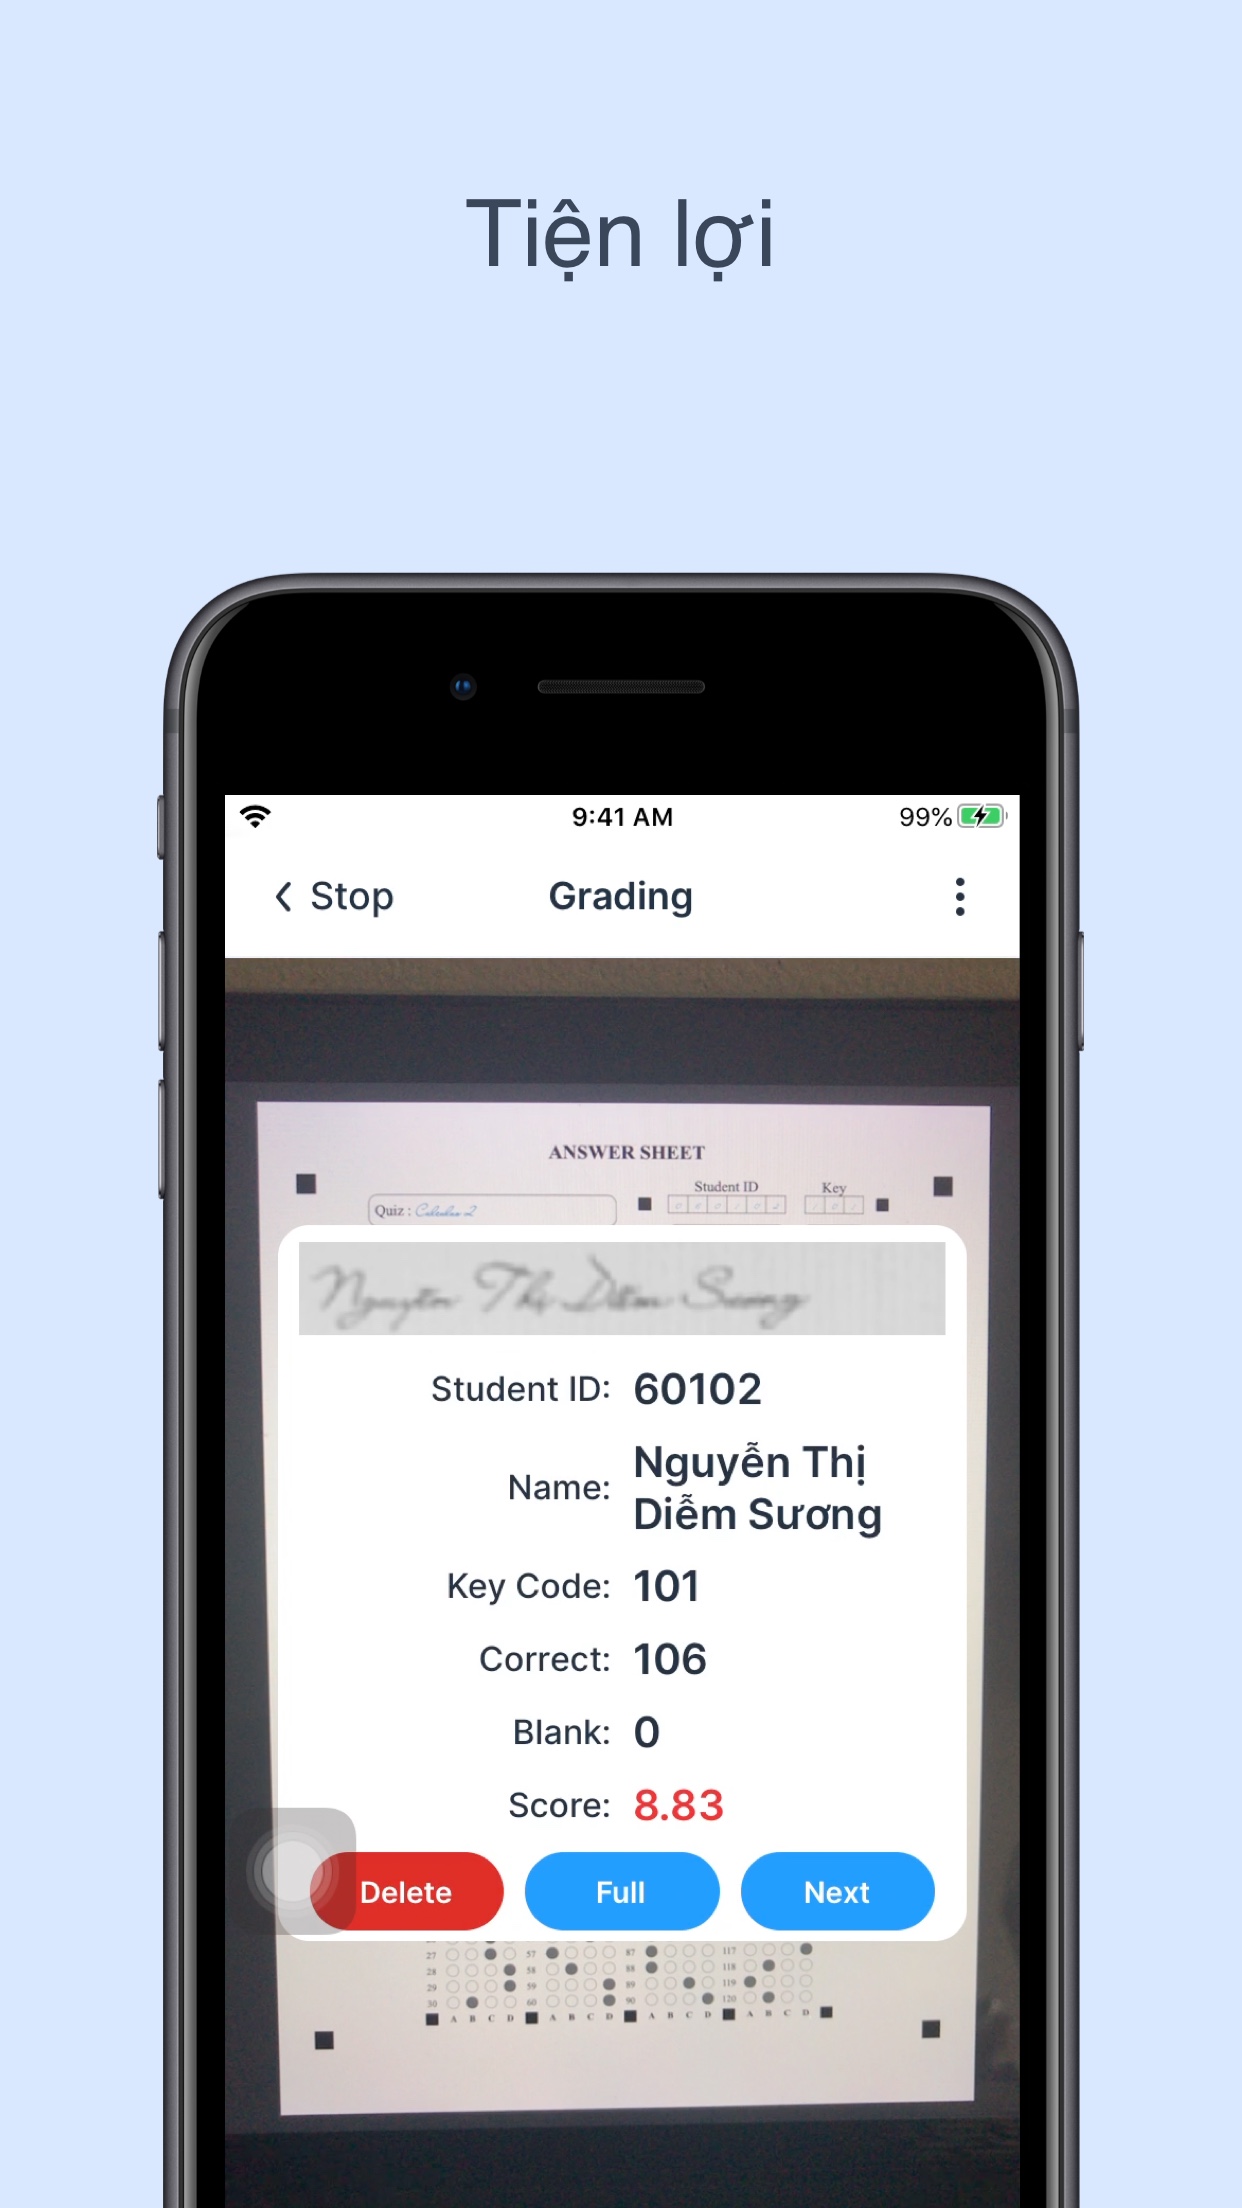 Tiện lợi
9:41 AM 99%
Stop Grading
ANSWER SHEET
Student ID Key
Quiz : Calculus 2
Nguyễn Thị Diễm Sương
Student ID: 60102
Name: Nguyễn Thị
Diễm Sương
Key Code: 101
Correct: 106
Blank: 0
Score: 8.83
Delete Full Next
27 57 87 117
28 58 88 118
29 59 89 119
30 60 90 120
A B C D A B C D A B C D A B C D